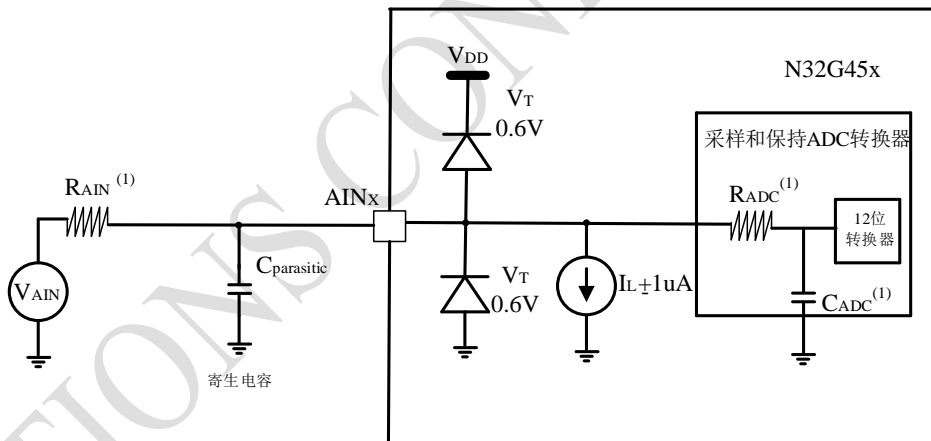 TIONS CON
VDD
N32G45x
VT
0.6V
采样和保持ADC转换器
RAIN (1)
AINx
RADC(1)
12位
转换器
Cparasitic
VAIN
VT
0.6V
IL±1uA
CADC(1)
寄生电容